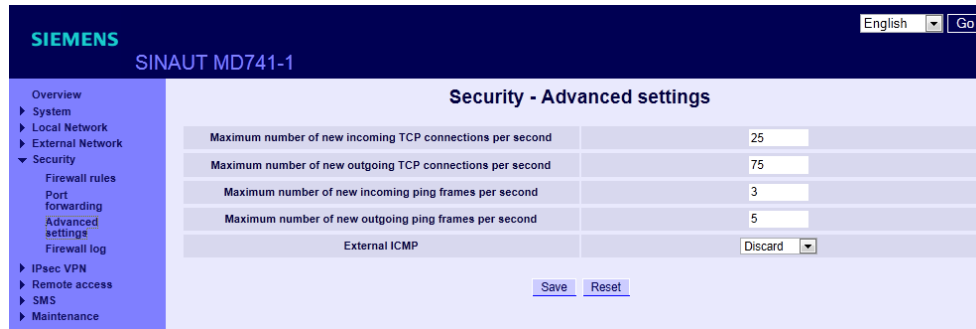 English Go
SIEMENS
SINAUT MD741-1
Overview
System
Local Network
External Network
Security
Firewall rules
Port
forwarding
Advanced
settings
Firewall log
IPsec VPN
Remote access
SMS
Maintenance
Security - Advanced settings
Maximum number of new incoming TCP connections per second 25
Maximum number of new outgoing TCP connections per second 75
Maximum number of new incoming ping frames per second 3
Maximum number of new outgoing ping frames per second 5
External ICMP Discard
Save Reset